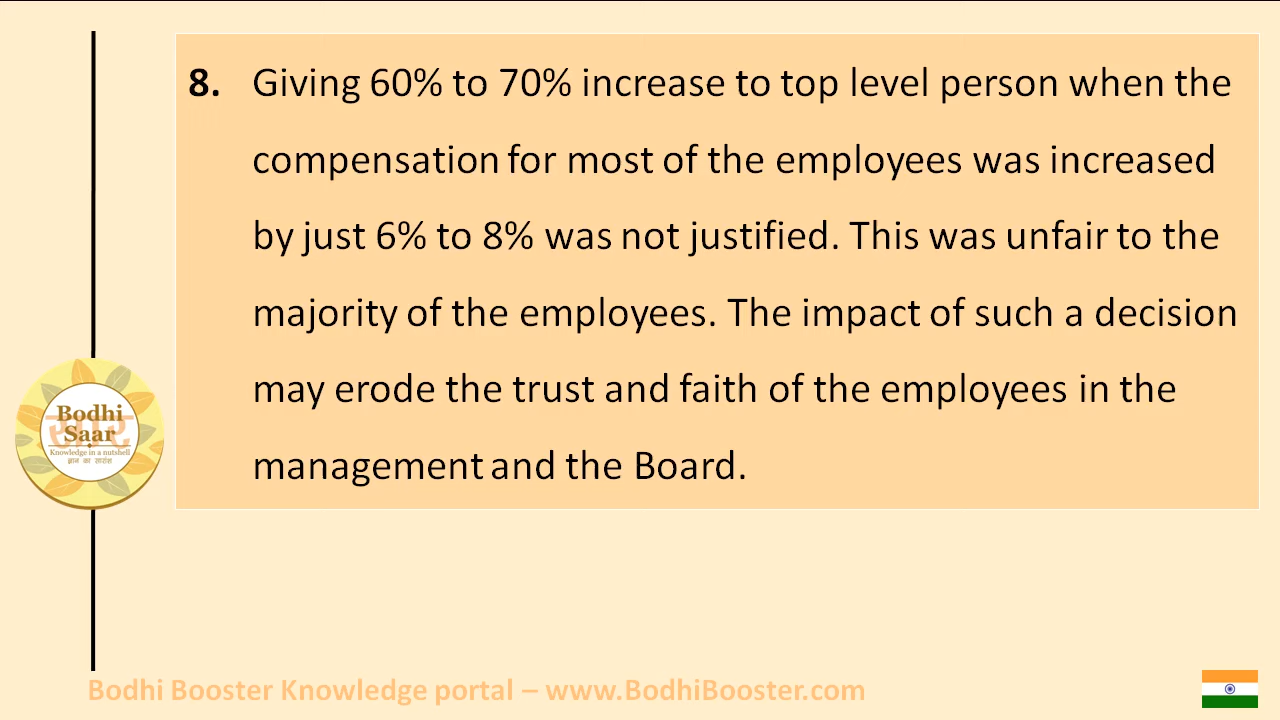 8. Giving 60% to 70% increase to top level person when the
compensation for most of the employees was increased
by just 6% to 8% was not justified. This was unfair to the
majority of the employees. The impact of such a decision
may erode the trust and faith of the employees in the
management and the Board.
Bodhi
Saar
Knowledge in a nutshell
ज्ञान का सारांश
Bodhi Booster Knowledge portal – www.BodhiBooster.com